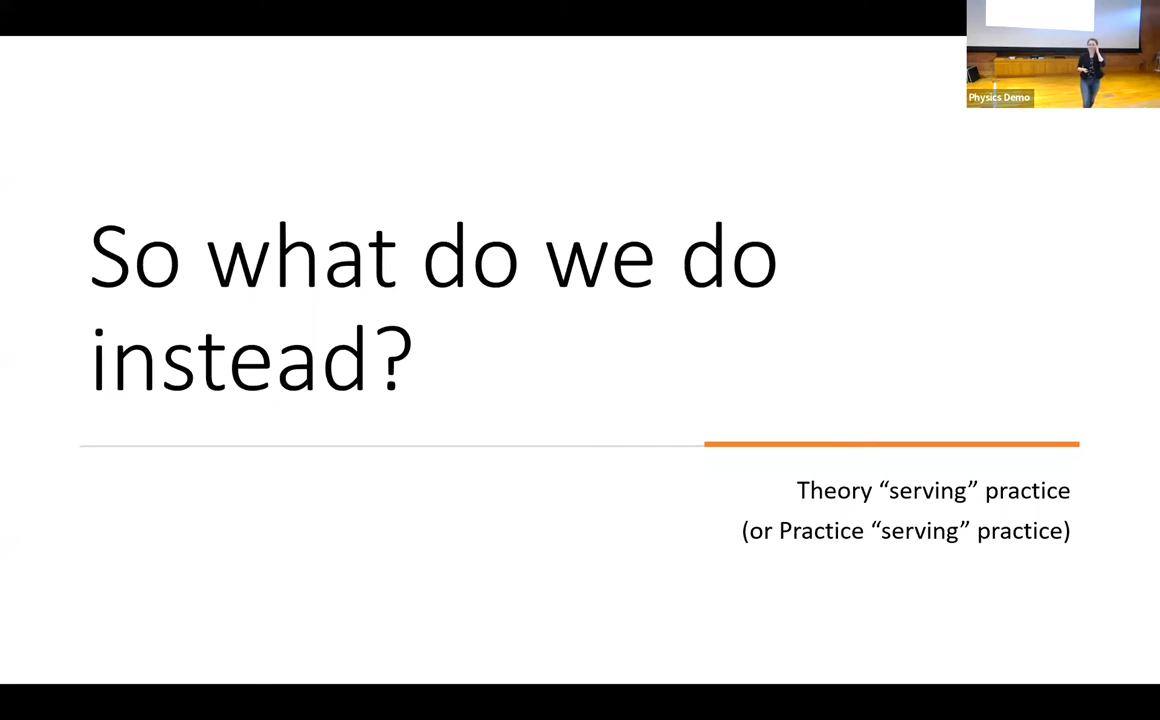 Physics Demo
So what do we do
instead?
Theory “serving” practice
(or Practice “serving” practice)